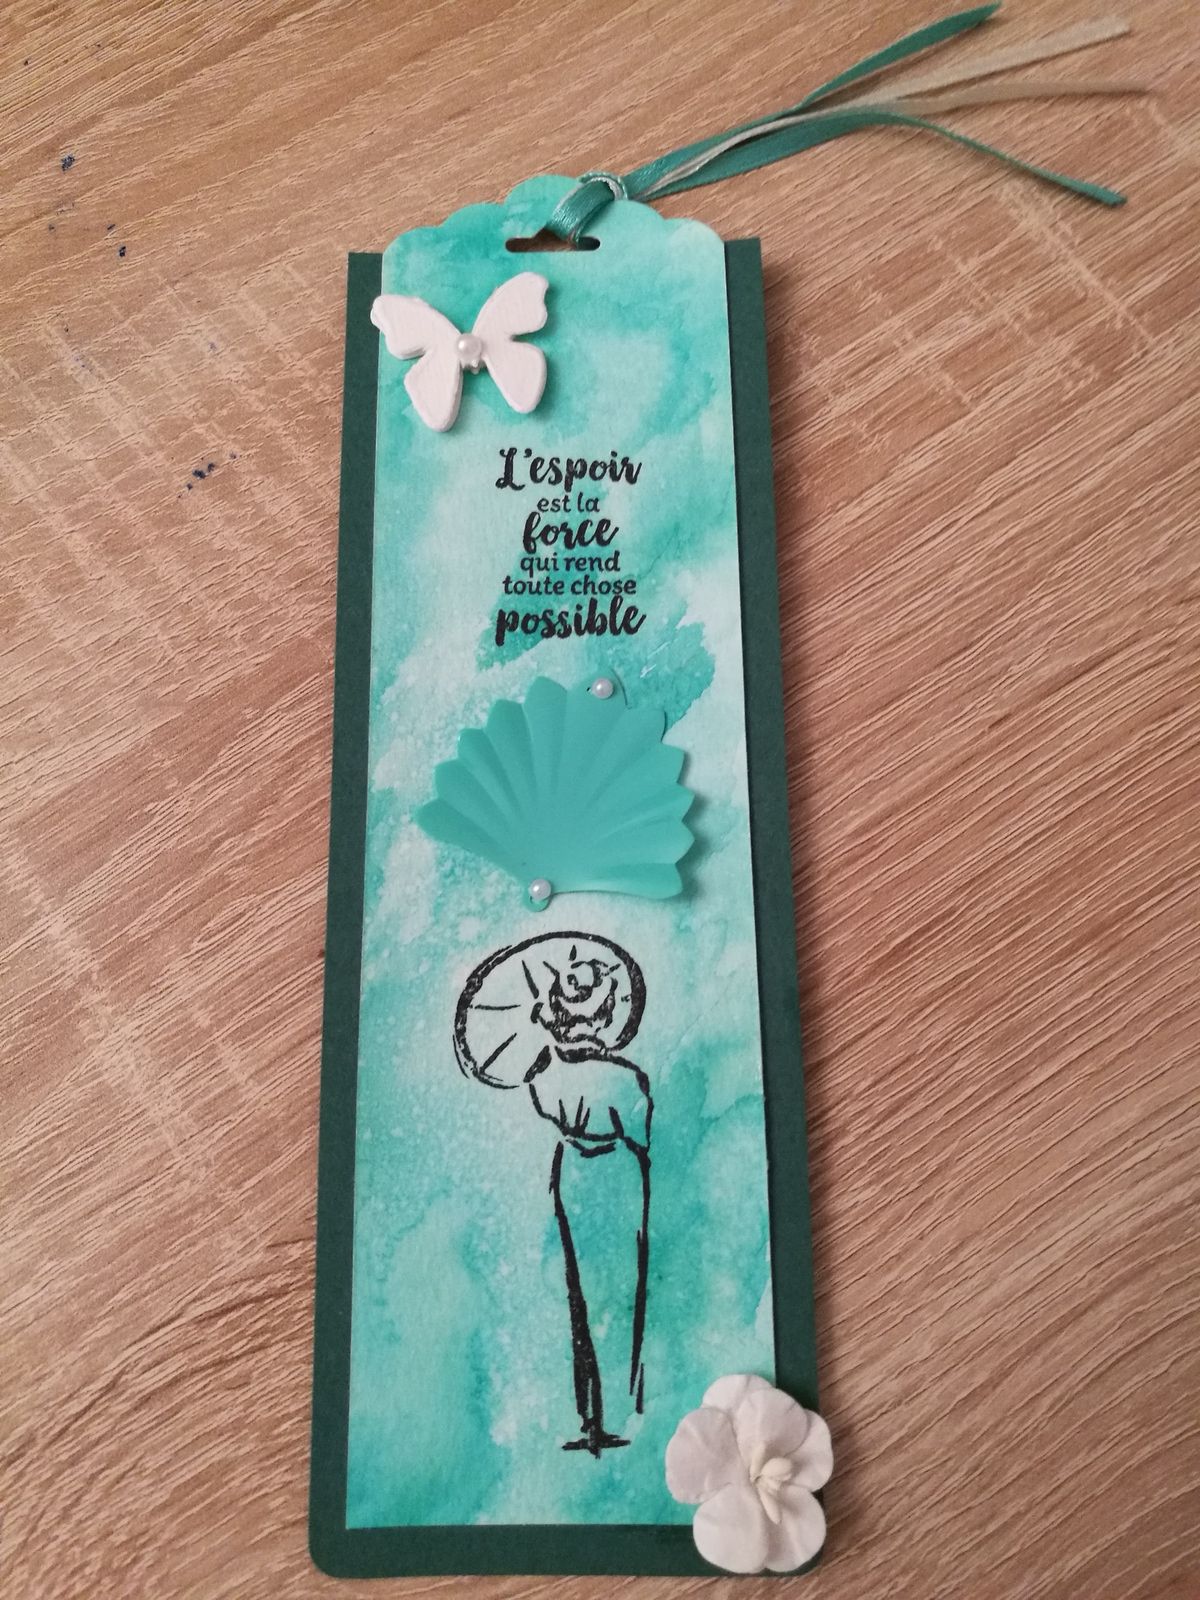 L'espoir
est la
force
qui rend
toute chose
possible